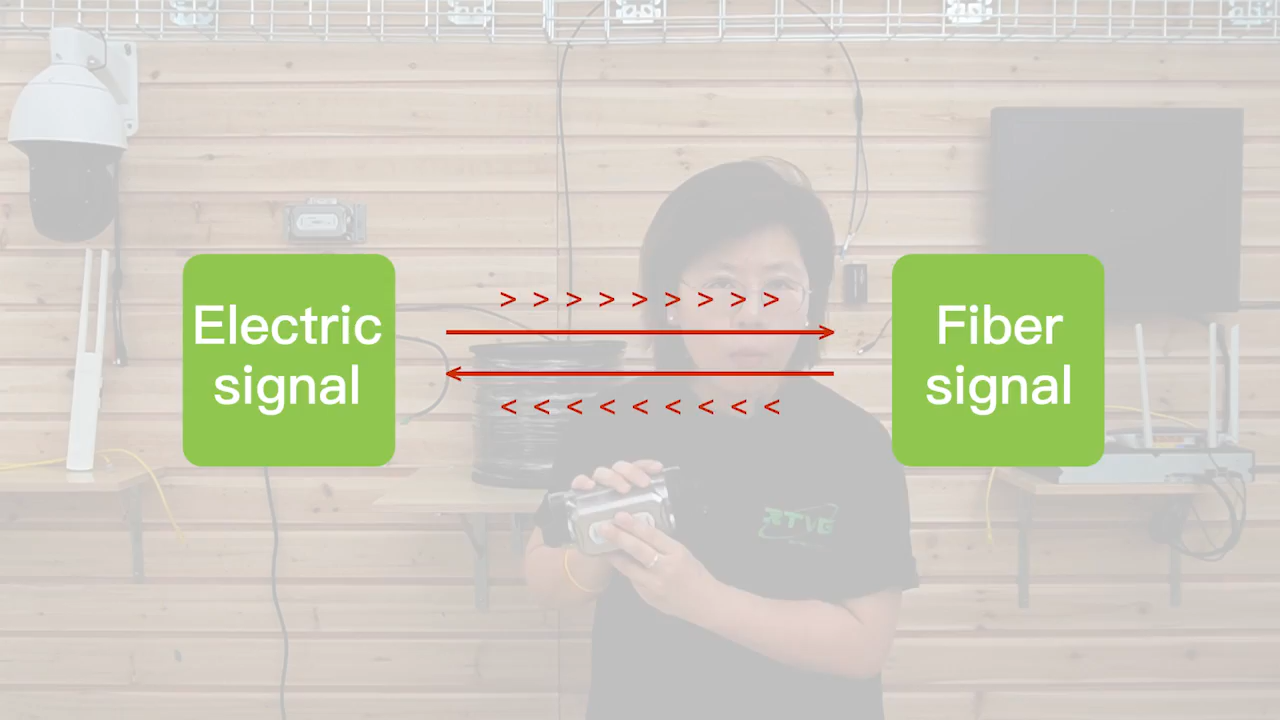 Electric
signal
> > > > > > > > >
Fiber
signal
< < < < < < < < <